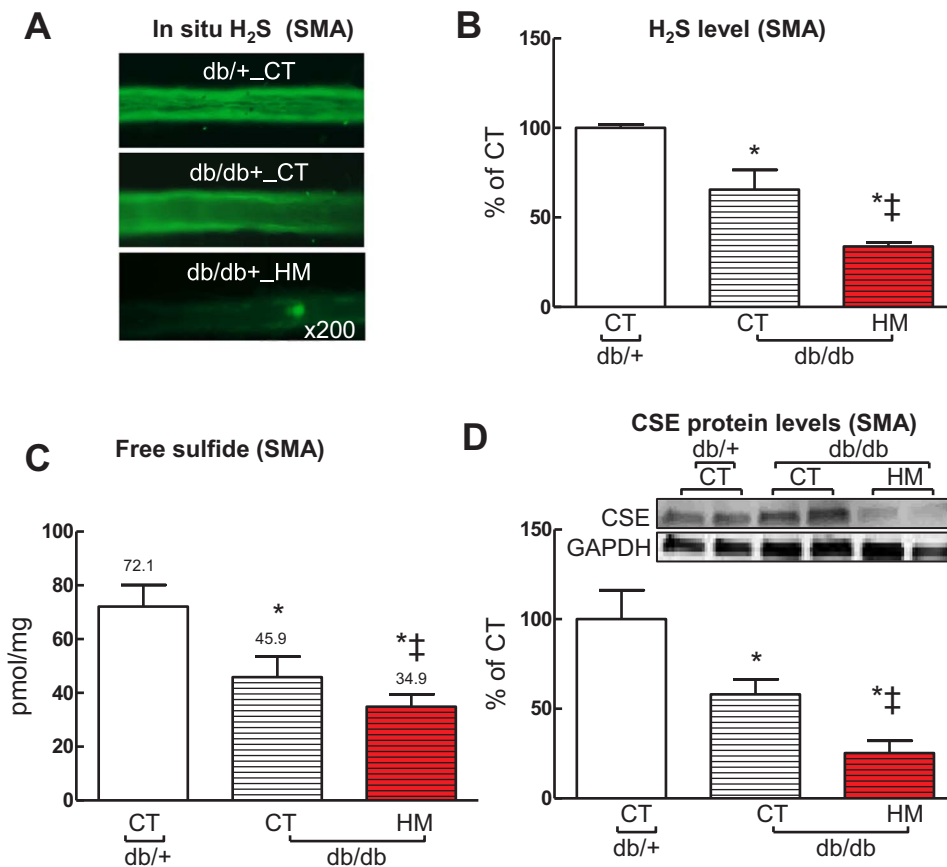 A
In situ H₂S (SMA)
db/+_CT
db/db+_CT
db/db+_HM
x200
B
H₂S level (SMA)
150
100
50
0
% of CT
*
*‡
CT CT HM
db/+ db/db
C
Free sulfide (SMA)
100
80
60
40
20
0
pmol/mg
72.1
*
45.9
*‡
34.9
CT CT HM
db/+ db/db
D
CSE protein levels (SMA)
db/+ db/db
CT CT HM
CSE
GAPDH
150
100
50
0
% of CT
*
*‡
CT CT HM
db/+ db/db